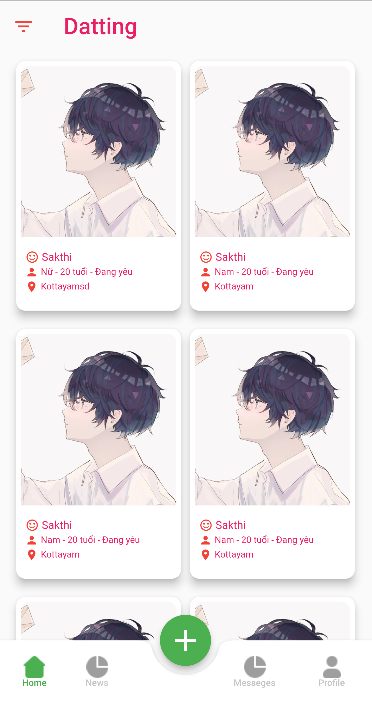 Datting
Sakthi
Nữ - 20 tuổi - Đang yêu
Kottayamsd
Sakthi
Nam - 20 tuổi - Đang yêu
Kottayam
Sakthi
Nam - 20 tuổi - Đang yêu
Kottayam
Sakthi
Nam - 20 tuổi - Đang yêu
Kottayam
Home
News
Messeges
Profile